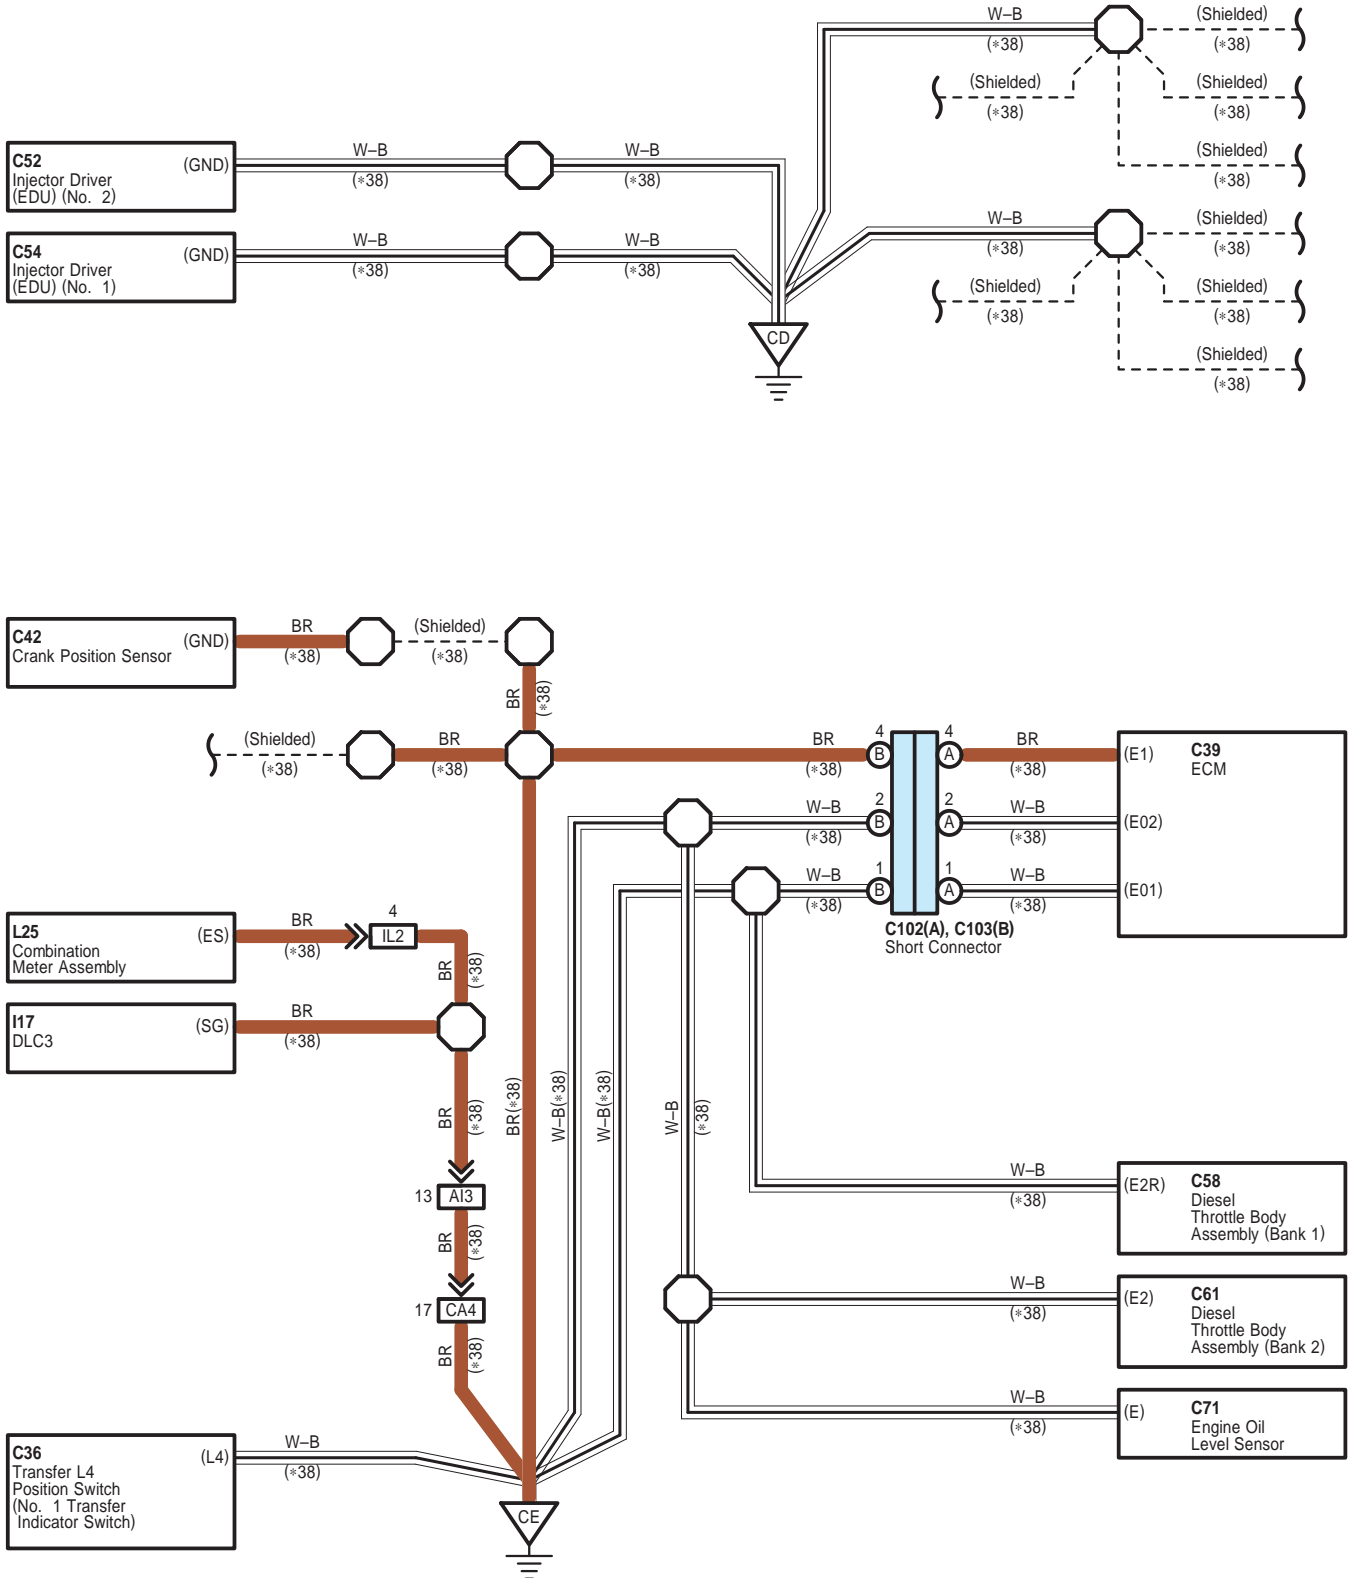 W–B
(∗38)
(Shielded)
(∗38)
(Shielded)
(∗38)
(Shielded)
(∗38)
(Shielded)
(∗38)
C52
Injector Driver
(EDU) (No. 2)
(GND)
W–B
(∗38)
W–B
(∗38)
C54
Injector Driver
(EDU) (No. 1)
(GND)
W–B
(∗38)
W–B
(∗38)
W–B
(∗38)
(Shielded)
(∗38)
(Shielded)
(∗38)
(Shielded)
(∗38)
(Shielded)
(∗38)
CD
C42
Crank Position Sensor
(GND)
BR
(∗38)
(Shielded)
(∗38)
BR
(∗38)
(Shielded)
(∗38)
BR
(∗38)
BR
(∗38)
4
B
4
A
BR
(∗38)
(E1)
C39
ECM
W–B
(∗38)
2
B
2
A
W–B
(∗38)
(E02)
W–B
(∗38)
1
B
1
A
W–B
(∗38)
(E01)
C102(A), C103(B)
Short Connector
L25
Combination
Meter Assembly
(ES)
BR
(∗38)
4
IL2
BR
(∗38)
I17
DLC3
(SG)
BR
(∗38)
BR
(∗38)
BR(∗38)
W–B(∗38)
W–B(∗38)
W–B
(∗38)
13
AI3
BR
(∗38)
17
CA4
BR
(∗38)
W–B
(∗38)
(E2R)
C58
Diesel
Throttle Body
Assembly (Bank 1)
W–B
(∗38)
(E2)
C61
Diesel
Throttle Body
Assembly (Bank 2)
W–B
(∗38)
(E)
C71
Engine Oil
Level Sensor
C36
Transfer L4
Position Switch
(No. 1 Transfer
Indicator Switch)
(L4)
W–B
(∗38)
CE